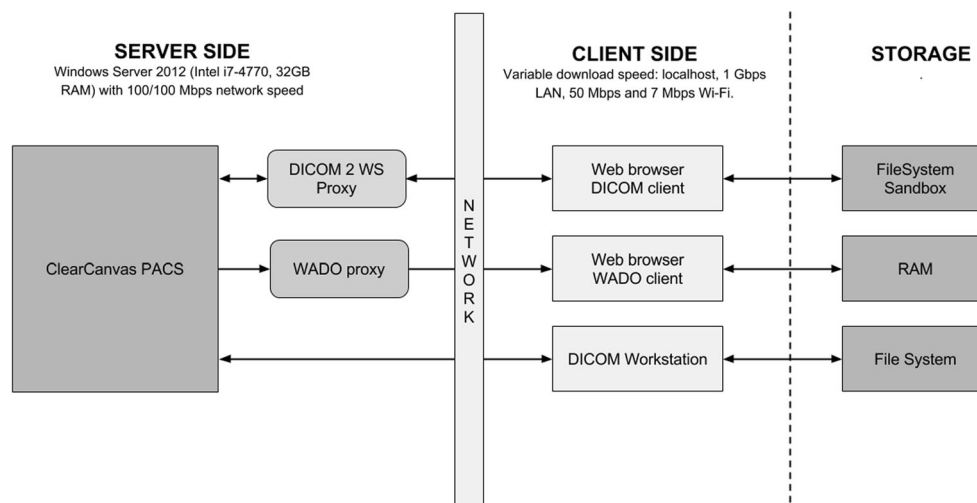 SERVER SIDE
Windows Server 2012 (Intel i7-4770, 32GB
RAM) with 100/100 Mbps network speed
CLIENT SIDE
Variable download speed: localhost, 1 Gbps
LAN, 50 Mbps and 7 Mbps Wi-Fi.
STORAGE
.
ClearCanvas PACS
DICOM 2 WS
Proxy
WADO proxy
NETWORK
Web browser
DICOM client
Web browser
WADO client
DICOM Workstation
FileSystem
Sandbox
RAM
File System